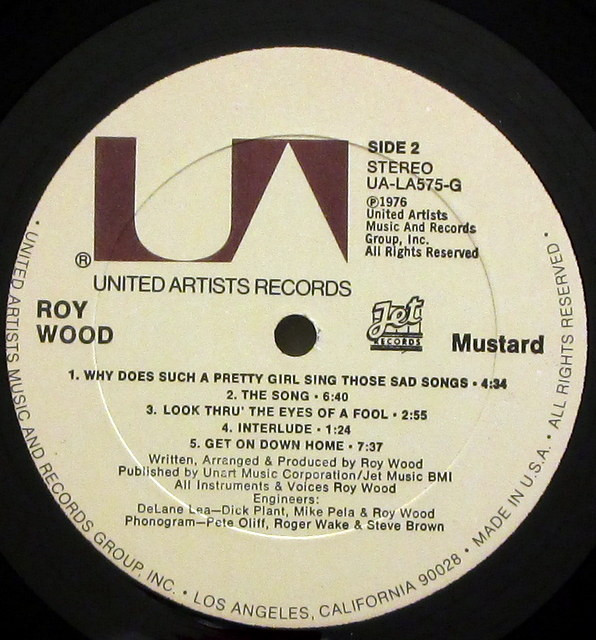 UA
®
UNITED ARTISTS RECORDS
SIDE 2
STEREO
UA-LA575-G
℗1976
United Artists
Music And Records
Group, Inc.
All Rights Reserved
ROY
WOOD
Jet
RECORDS
Mustard
1. WHY DOES SUCH A PRETTY GIRL SING THOSE SAD SONGS • 4:34
2. THE SONG • 6:40
3. LOOK THRU' THE EYES OF A FOOL • 2:55
4. INTERLUDE • 1:24
5. GET ON DOWN HOME • 7:37
Written, Arranged & Produced by Roy Wood
Published by Unart Music Corporation/Jet Music BMI
All Instruments & Voices Roy Wood
Engineers:
DeLane Lea—Dick Plant, Mike Pela & Roy Wood
Phonogram—Pete Oliff, Roger Wake & Steve Brown
• UNITED ARTISTS MUSIC AND RECORDS GROUP, INC. • LOS ANGELES, CALIFORNIA 90028 • MADE IN U.S.A. • ALL RIGHTS RESERVED •